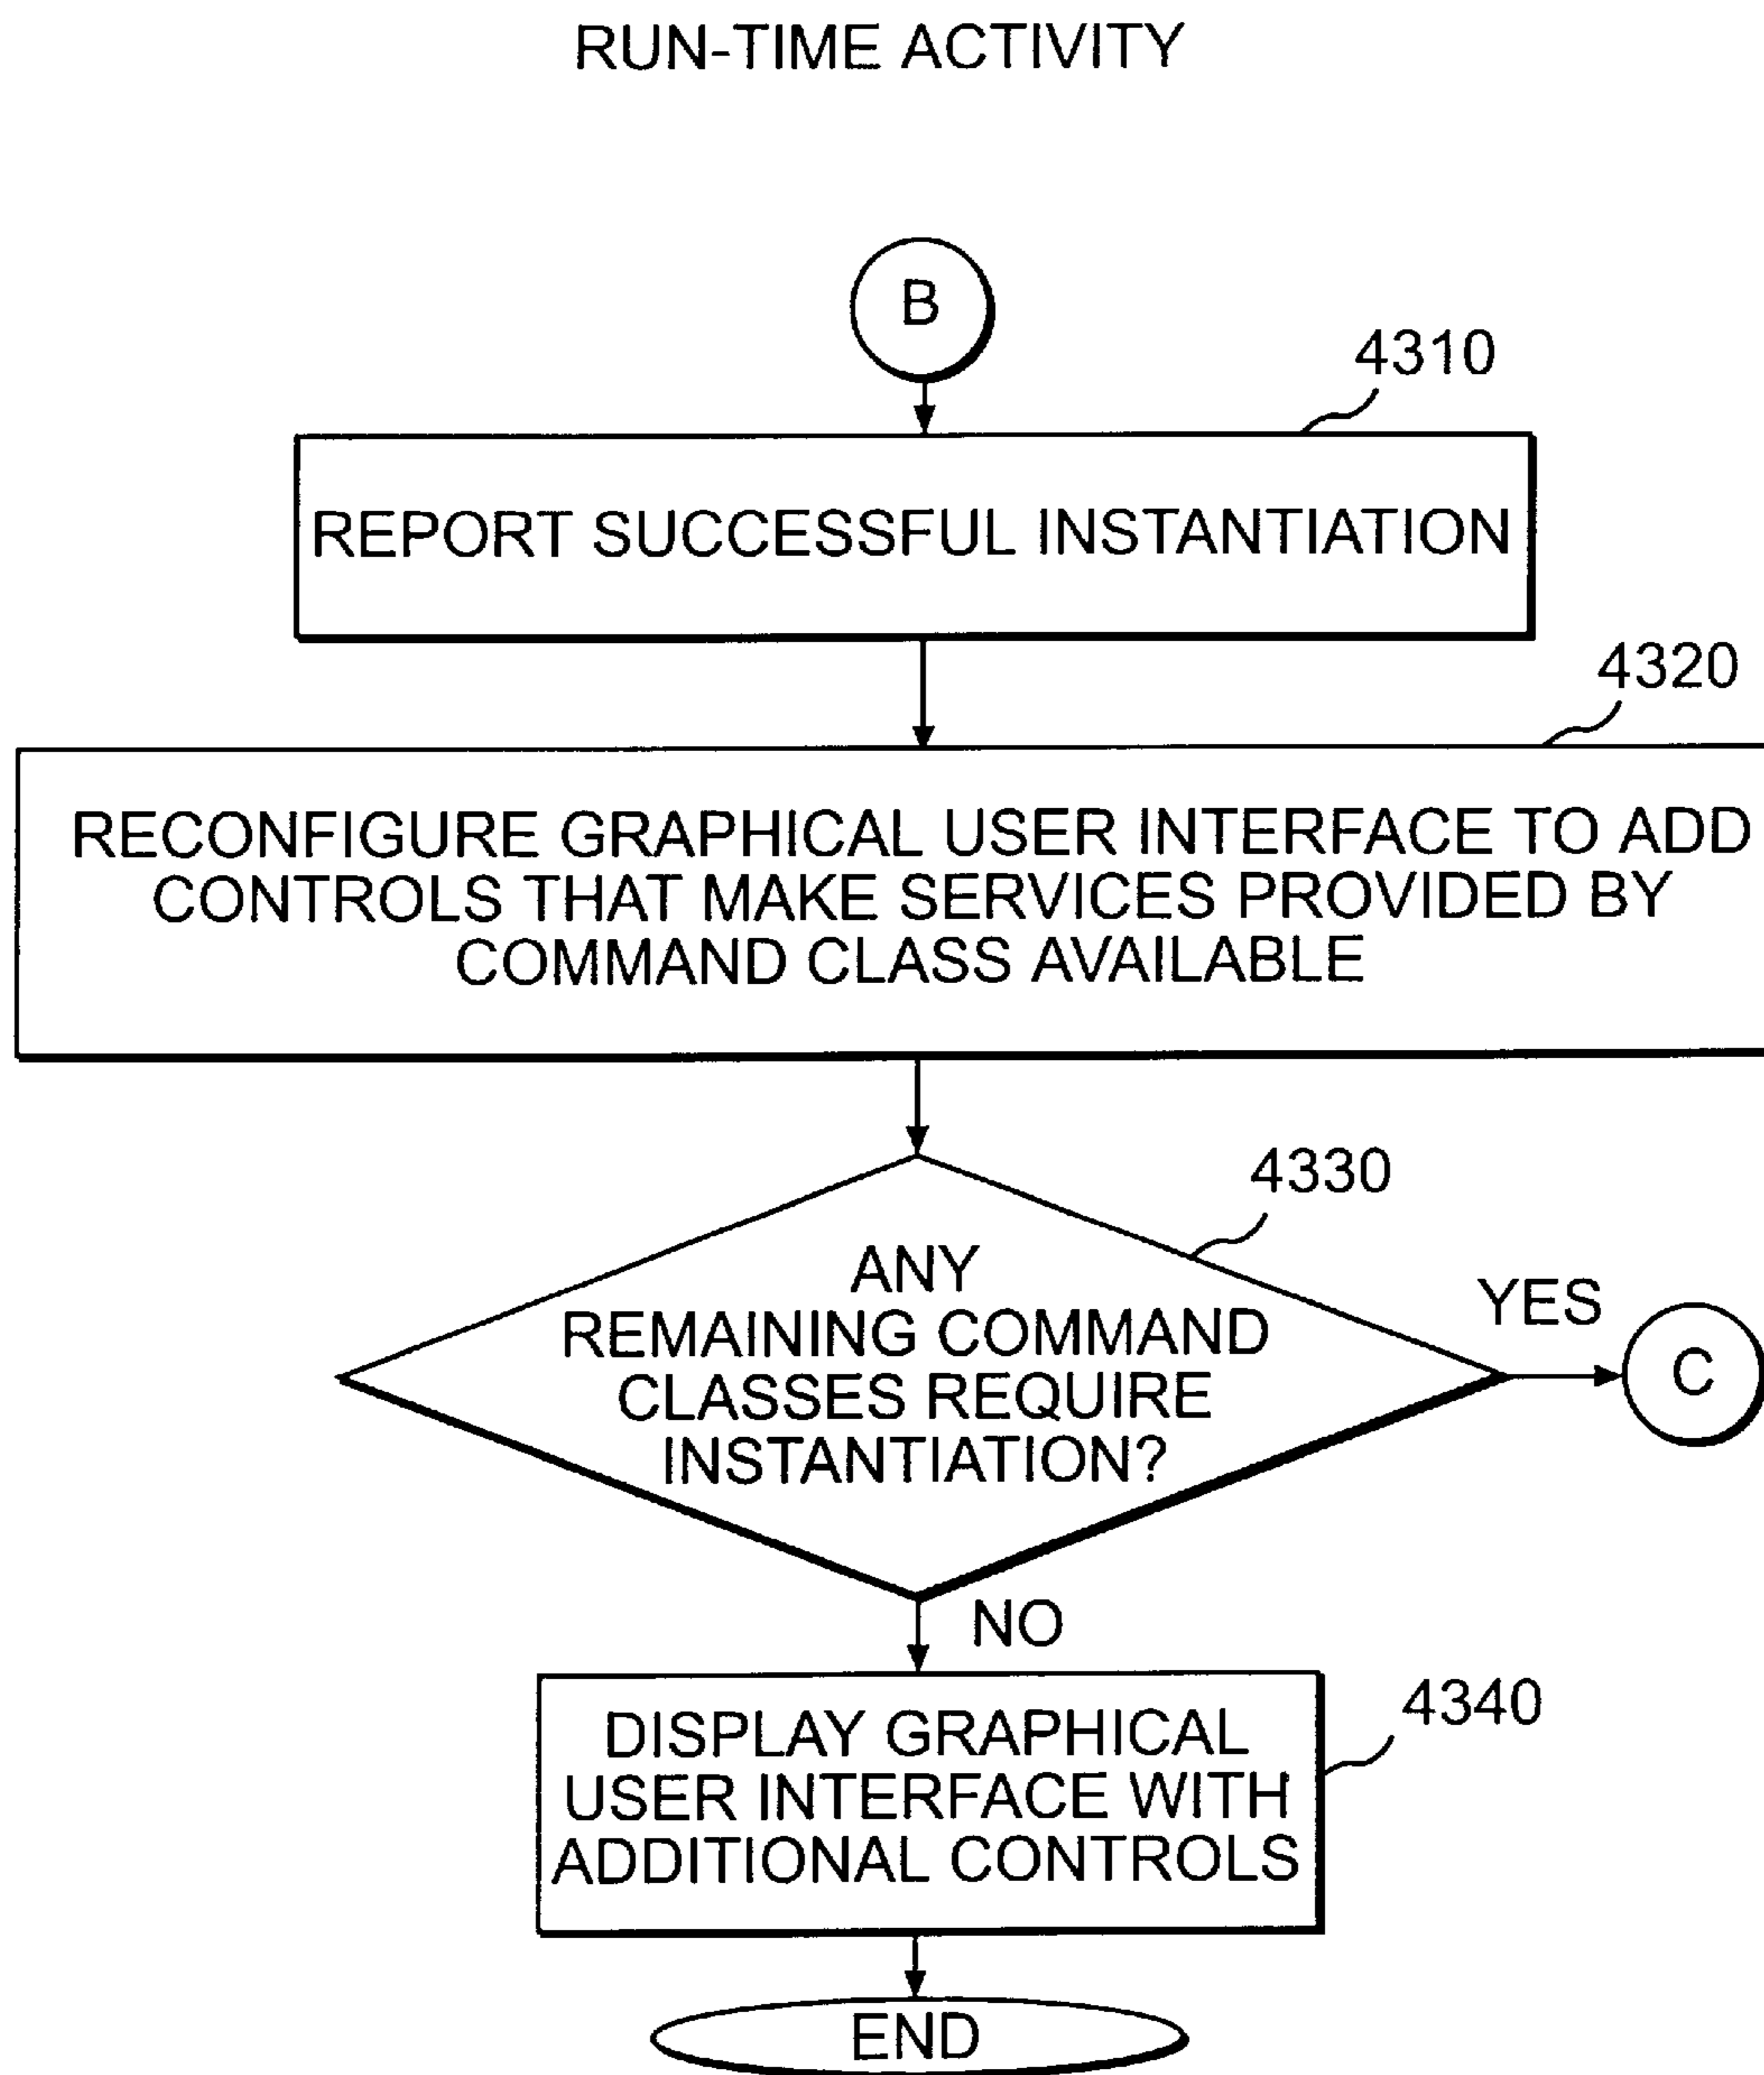 RUN-TIME ACTIVITY
B
4310
REPORT SUCCESSFUL INSTANTIATION
4320
RECONFIGURE GRAPHICAL USER INTERFACE TO ADD
CONTROLS THAT MAKE SERVICES PROVIDED BY
COMMAND CLASS AVAILABLE
4330
ANY
REMAINING COMMAND
CLASSES REQUIRE
INSTANTIATION?
YES
C
NO
4340
DISPLAY GRAPHICAL
USER INTERFACE WITH
ADDITIONAL CONTROLS
END